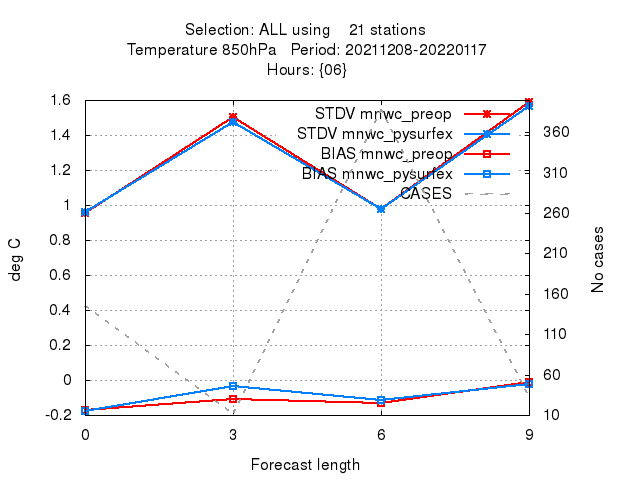 Selection: ALL using 21 stations
Temperature 850hPa Period: 20211208-20220117
Hours: {06}
STDV mnwc_preop
STDV mnwc_pysurfex
BIAS mnwc_preop
BIAS mnwc_pysurfex
CASES
deg C
1.6
1.4
1.2
1
0.8
0.6
0.4
0.2
0
-0.2
360
310
260
210
160
110
60
10
No cases
0 3 6 9
Forecast length